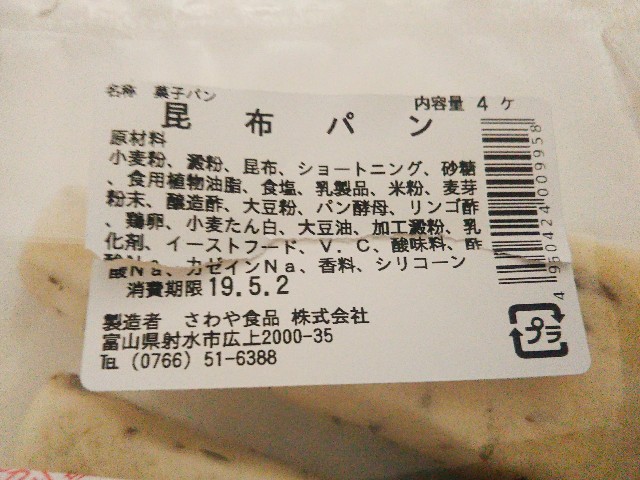 名称 菓子パン
内容量 4 ケ
昆布パン
原材料
小麦粉、澱粉、昆布、ショートニング、砂糖
、食用植物油脂、食塩、乳製品、米粉、麦芽
粉末、醸造酢、大豆粉、パン酵母、リンゴ酢
、鶏卵、小麦たん白、大豆油、加工澱粉、乳
化剤、イーストフード、V．C、酸味料、酢
酸Na、カゼインNa、香料、シリコーン
消費期限 19.5.2
製造者 さわや食品 株式会社
富山県射水市広上2000-35
℡ (0766) 51-6388
4950424009958
プラ